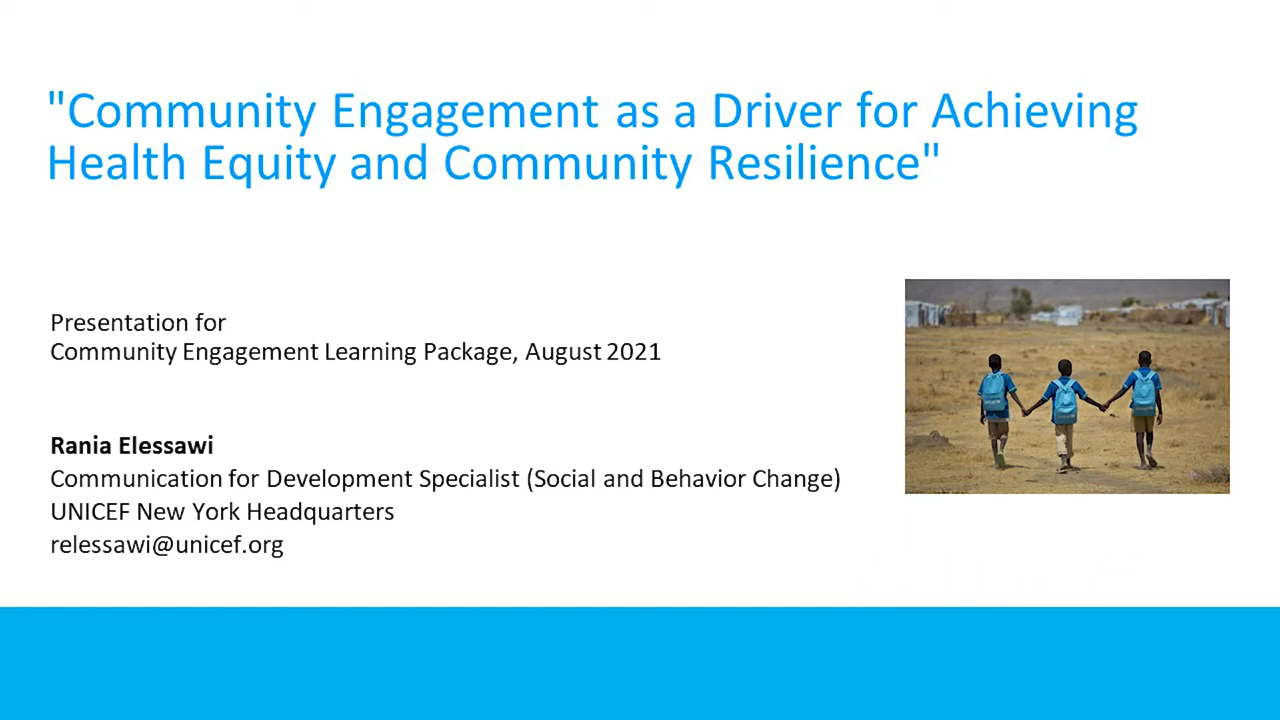 "Community Engagement as a Driver for Achieving
Health Equity and Community Resilience"
Presentation for
Community Engagement Learning Package, August 2021
Rania Elessawi
Communication for Development Specialist (Social and Behavior Change)
UNICEF New York Headquarters
relessawi@unicef.org